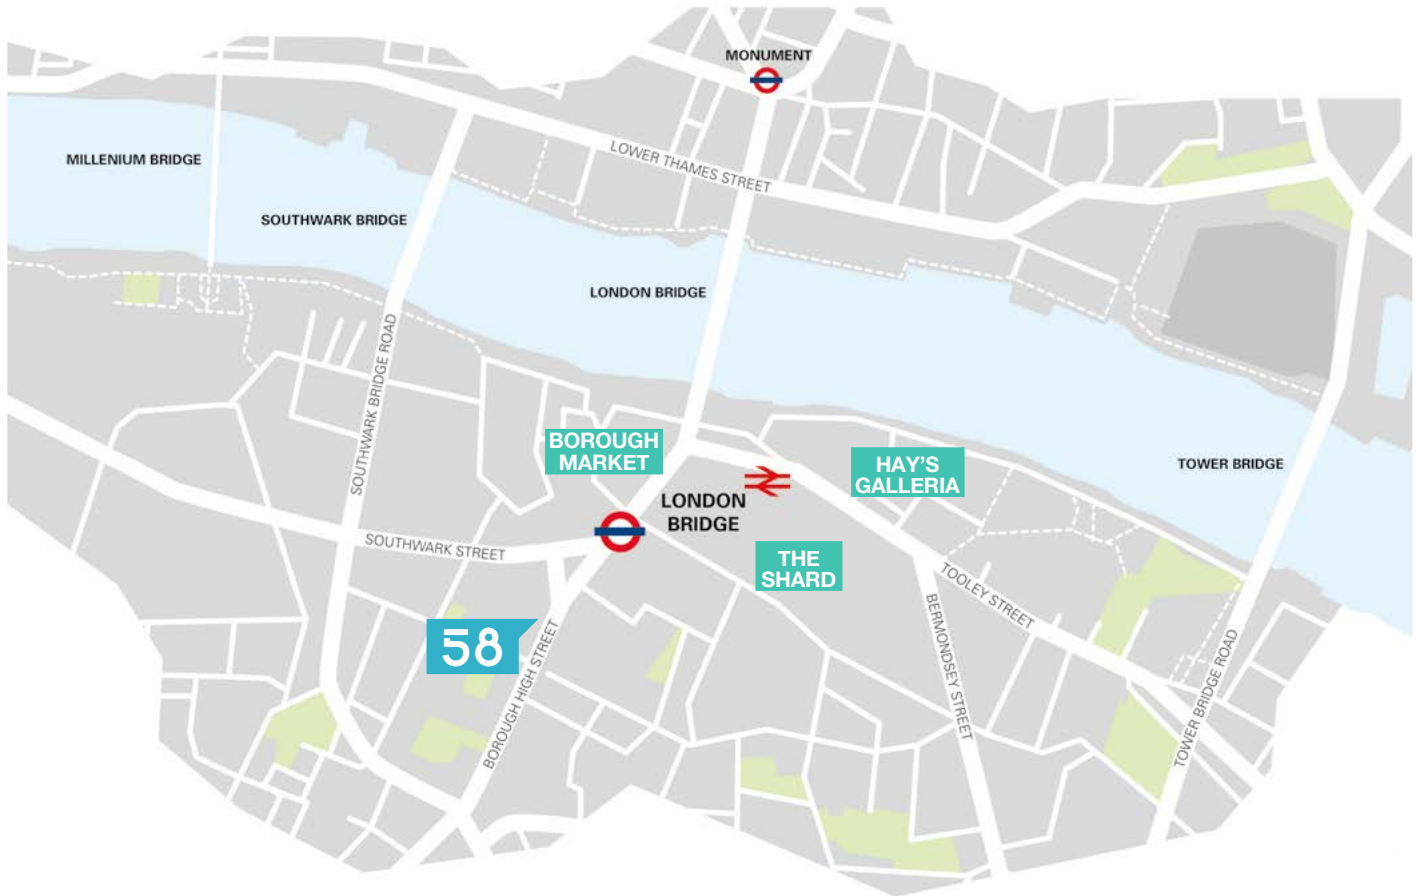 MONUMENT
LOWER THAMES STREET
MILLENIUM BRIDGE
SOUTHWARK BRIDGE
LONDON BRIDGE
SOUTHWARK BRIDGE ROAD
BOROUGH
MARKET
HAY'S
GALLERIA
TOWER BRIDGE
LONDON
BRIDGE
SOUTHWARK STREET
THE
SHARD
TOOLEY STREET
BERMONDSEY STREET
58
BOROUGH HIGH STREET
TOWER BRIDGE ROAD